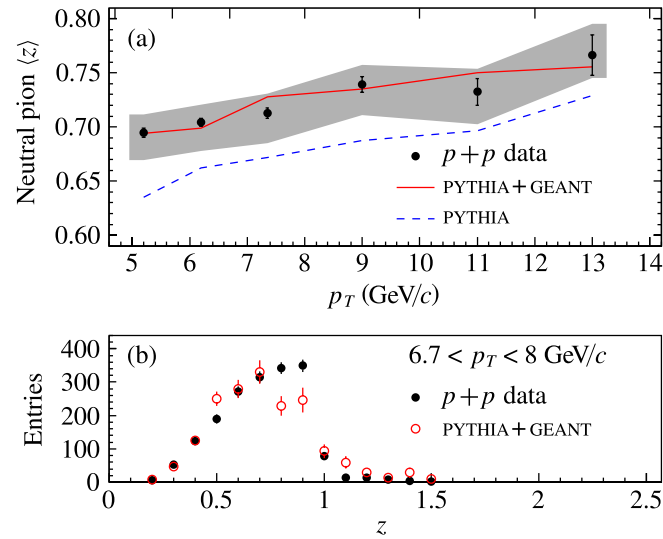 (a)
Neutral pion ⟨z⟩
0.80
0.75
0.70
0.65
0.60
p+p data
PYTHIA+GEANT
PYTHIA
5 6 7 8 9 10 11 12 13 14
p_T (GeV/c)
(b)
6.7 < p_T < 8 GeV/c
Entries
400
300
200
100
0
p+p data
PYTHIA+GEANT
0 0.5 1 1.5 2 2.5
z